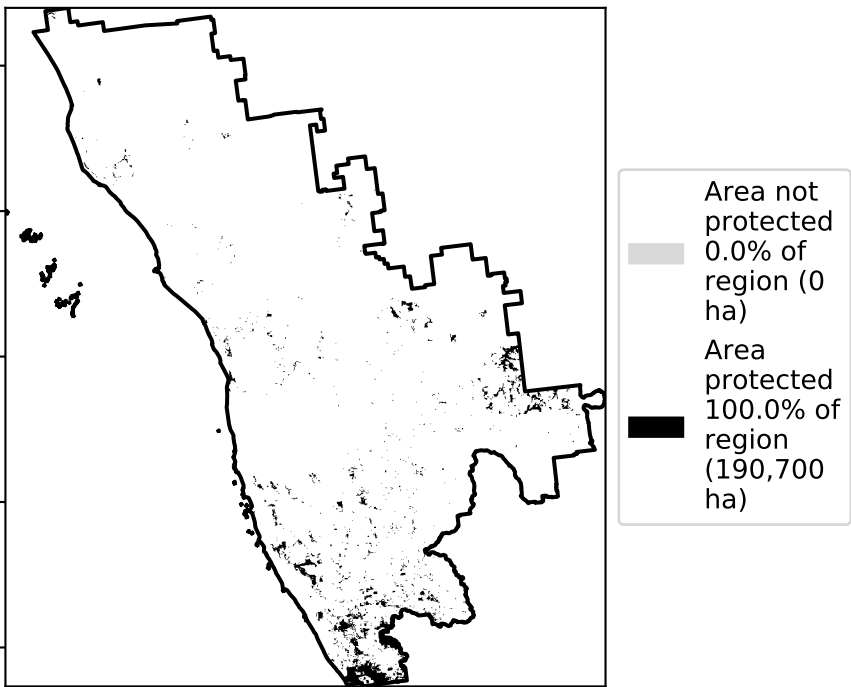 Area not
protected
0.0% of
region (0
ha)
Area
protected
100.0% of
region
(190,700
ha)